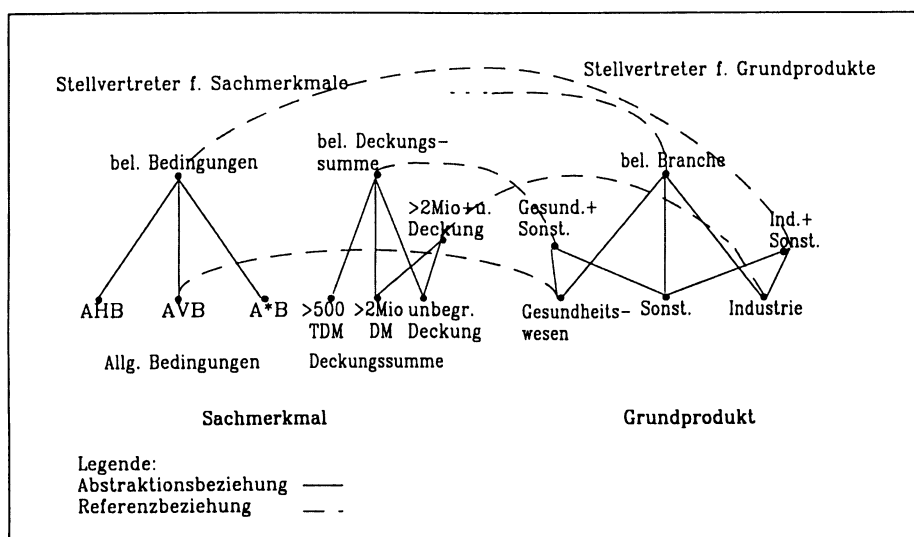 Stellvertreter f. Sachmerkmale
Stellvertreter f. Grundprodukte
bel. Bedingungen
bel. Deckungs-
summe
bel. Branche
>2Mio+u.
Deckung
Gesund.+
Sonst.
Ind.+
Sonst.
AHB
AVB
A*B
>500
TDM
>2Mio
DM
unbegr.
Deckung
Gesundheits-
wesen
Sonst.
Industrie
Allg. Bedingungen
Deckungssumme
Sachmerkmal
Grundprodukt
Legende:
Abstraktionsbeziehung
Referenzbeziehung